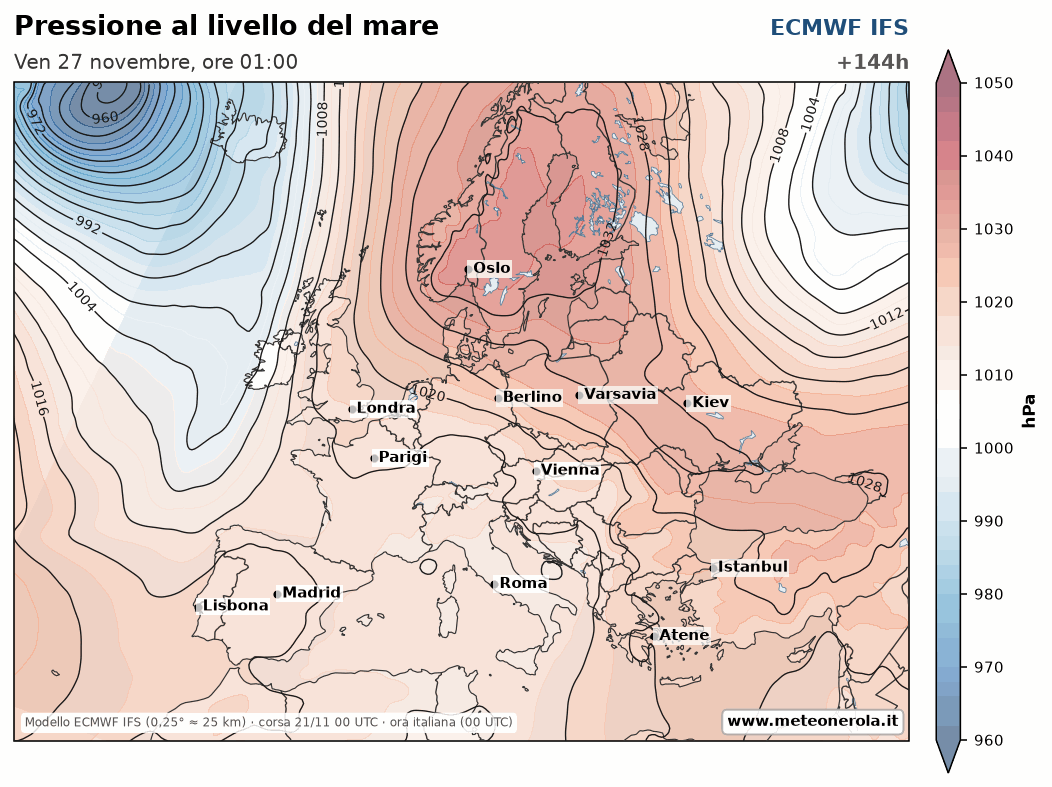 Pressione al livello del mare
ECMWF IFS
Ven 27 novembre, ore 01:00
+144h
960
972
992
1004
1016
1008
1028
1032
1008
1004
1012
1020
1028
Oslo
Londra
Berlino
Varsavia
Kiev
Parigi
Vienna
Istanbul
Roma
Madrid
Lisbona
Atene
Modello ECMWF IFS (0,25° ≈ 25 km) · corsa 21/11 00 UTC · ora italiana (00 UTC)
www.meteonerola.it
1050
1040
1030
1020
1010
1000
990
980
970
960
hPa